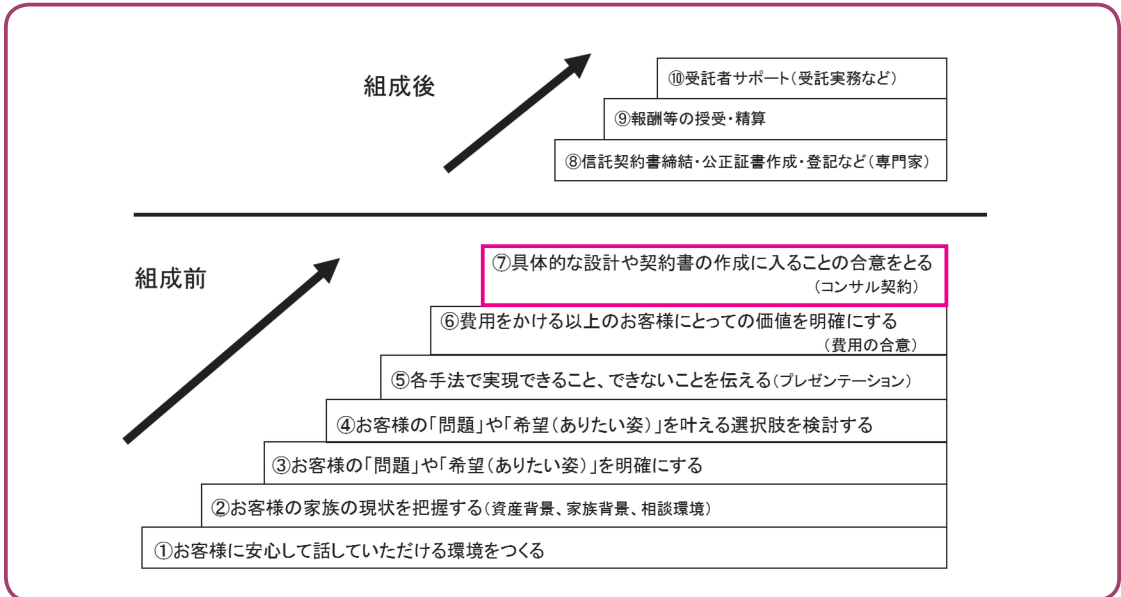 組成後
⑩受託者サポート(受託実務など)
⑨報酬等の授受・精算
⑧信託契約書締結・公正証書作成・登記など(専門家)
組成前
⑦具体的な設計や契約書の作成に入ることの合意をとる
(コンサル契約)
⑥費用をかける以上のお客様にとっての価値を明確にする
(費用の合意)
⑤各手法で実現できること、できないことを伝える(プレゼンテーション)
④お客様の「問題」や「希望(ありたい姿)」を叶える選択肢を検討する
③お客様の「問題」や「希望(ありたい姿)」を明確にする
②お客様の家族の現状を把握する(資産背景、家族背景、相談環境)
①お客様に安心して話していただける環境をつくる